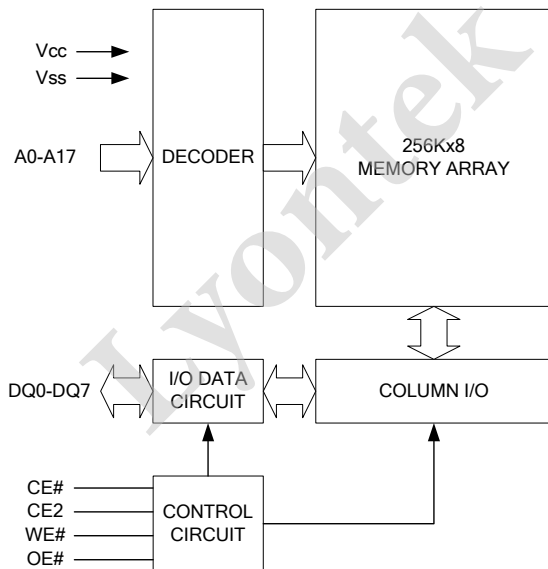 Vcc
Vss
A0-A17
DECODER
256Kx8
MEMORY ARRAY
DQ0-DQ7
I/O DATA
CIRCUIT
COLUMN I/O
CE#
CE2
WE#
OE#
CONTROL
CIRCUIT
Lyontek